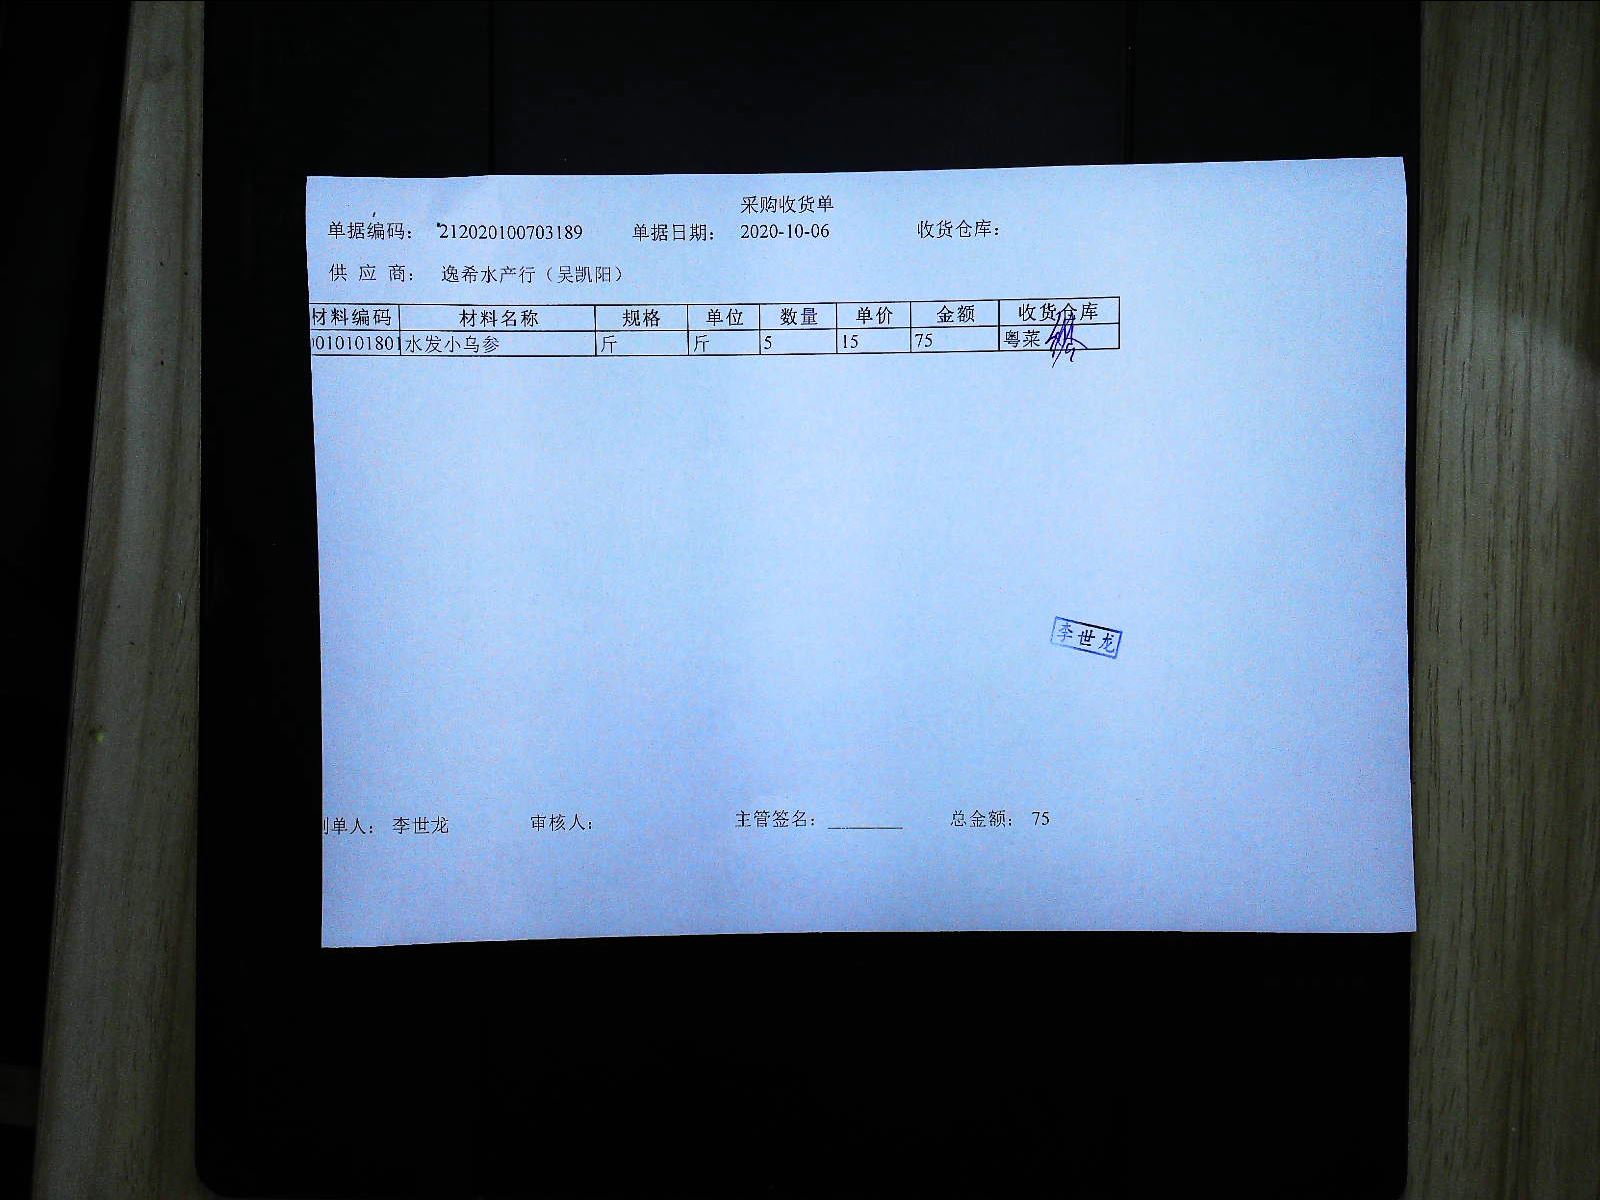 采购收货单
单据编码： 212020100703189 单据日期： 2020-10-06 收货仓库：
供 应 商： 逸希水产行（吴凯阳）
材料编码 材料名称 规格 单位 数量 单价 金额 收货仓库
010101801 水发小乌参 斤 斤 5 15 75 粤菜
李世龙
制单人： 李世龙 审核人： 主管签名：________ 总金额： 75